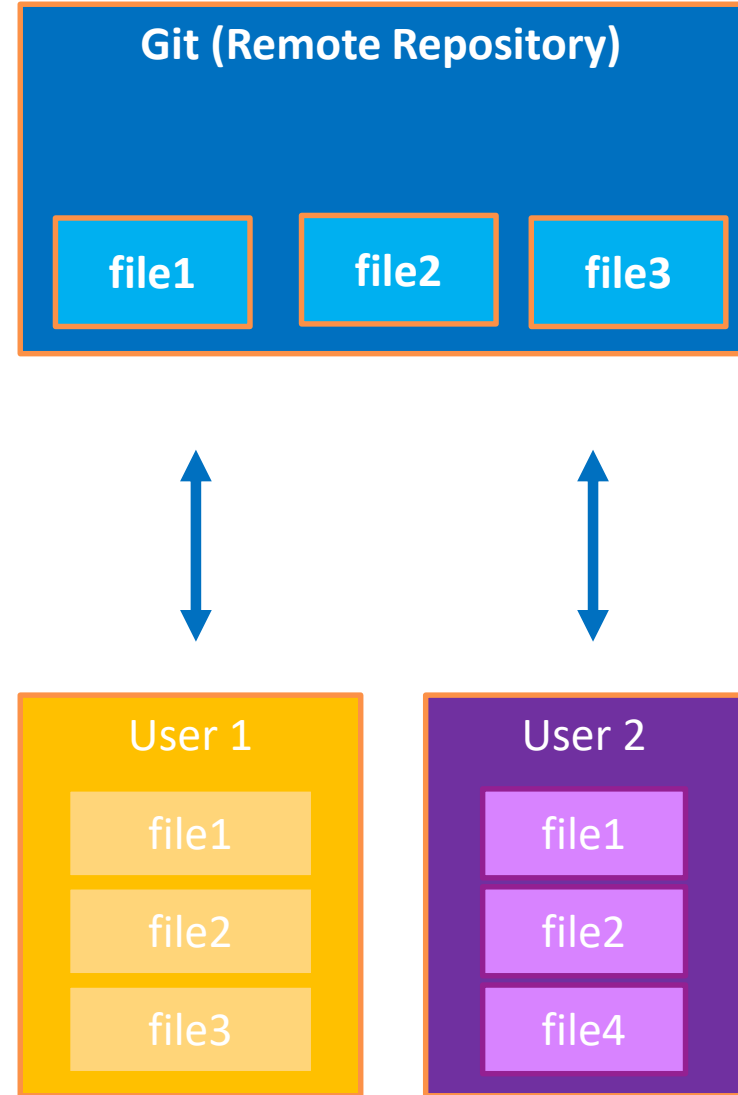 Git (Remote Repository)
file1 file2 file3
User 1 User 2
file1 file1
file2 file2
file3 file4